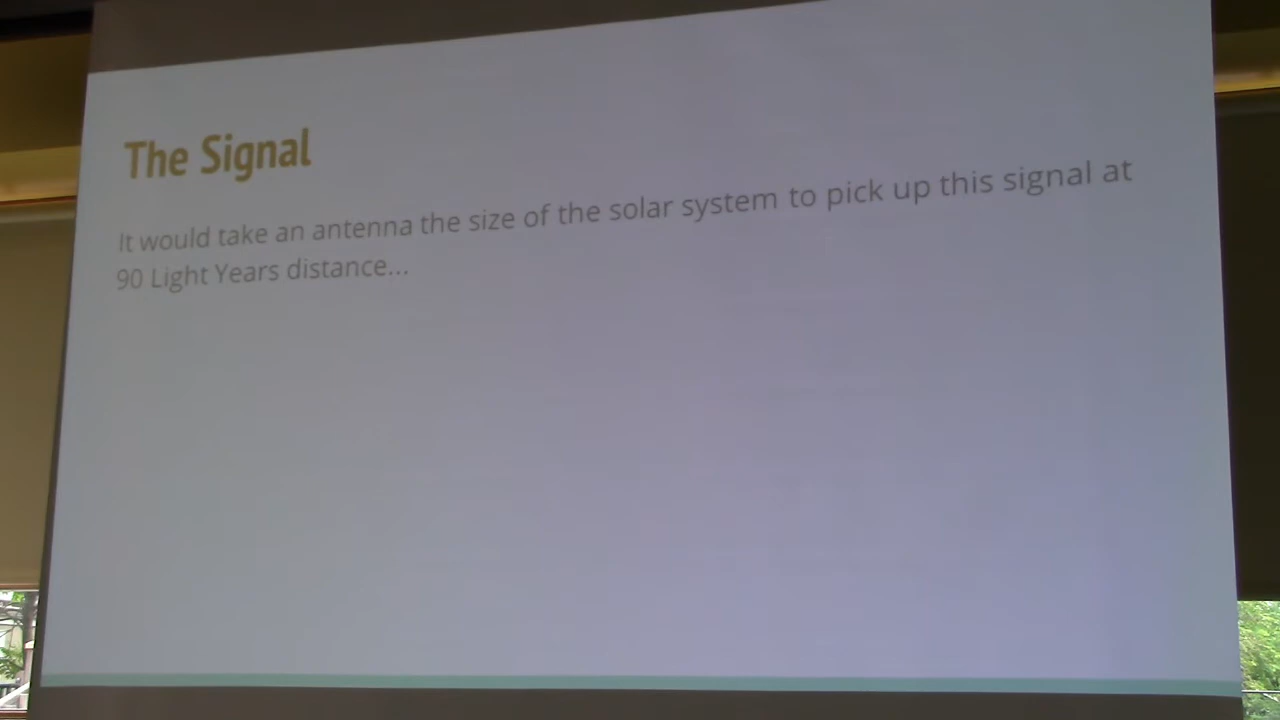 The Signal
It would take an antenna the size of the solar system to pick up this signal at
90 Light Years distance...